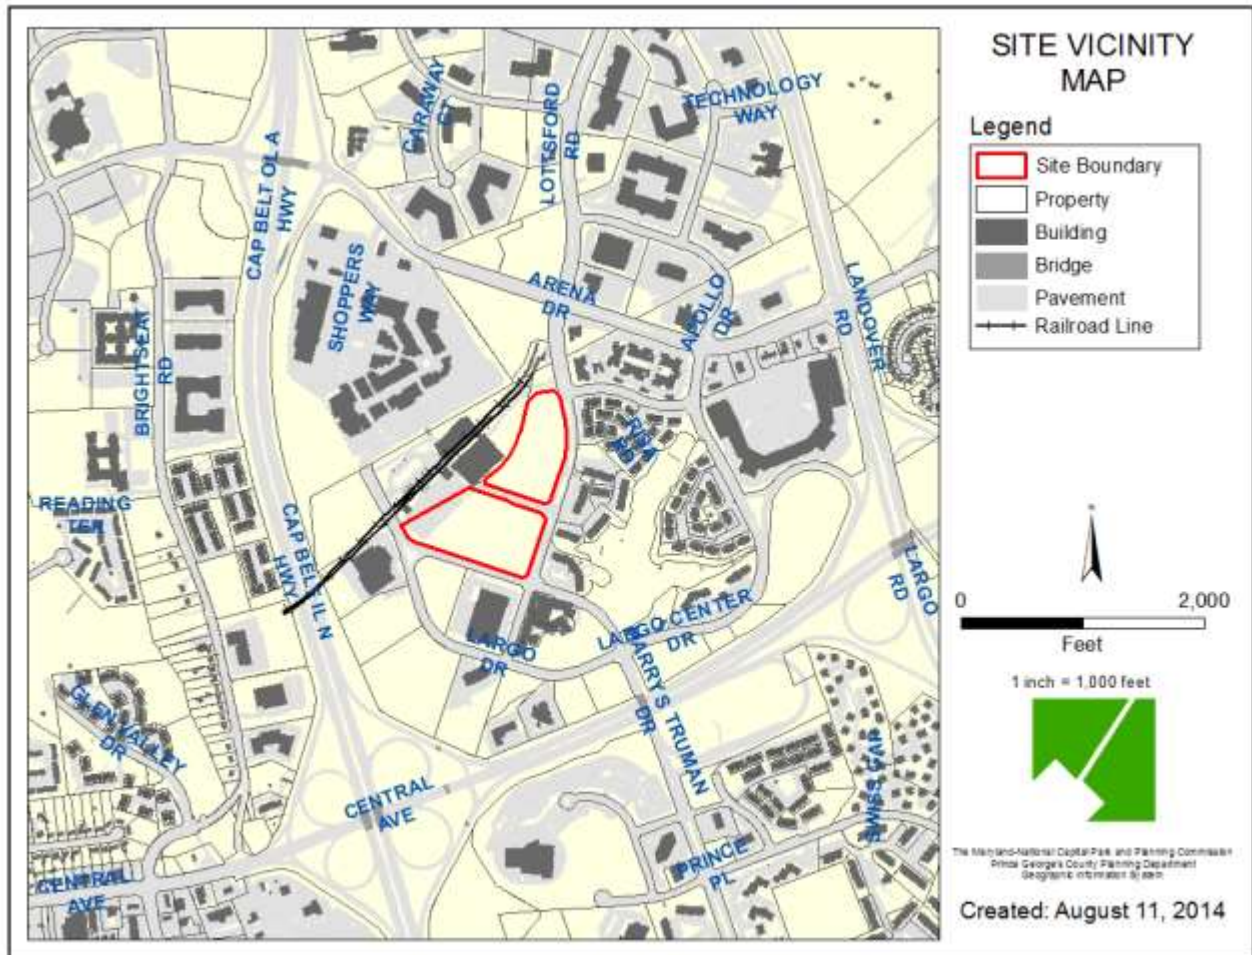 SITE VICINITY
MAP
Legend
Site Boundary
Property
Building
Bridge
Pavement
Railroad Line
0 2,000
Feet
1 inch = 1,000 feet
The Maryland-National Capital Park and Planning Commission
Prince George's County Planning Department
Geographic Information System
Created: August 11, 2014
CAP BELT OL A
HWY
CARAWAY
CT
LOTTSFORD
RD
TECHNOLOGY
WAY
SHOPPERS
WAY
ARENA
DR
APOLLO
DR
LANDOVER
RD
BRIGHTSEAT
RD
RD
READING
TER
CAP BELT IL N
HWY
LARGO
RD
LARGO
DR
LARGO CENTER
DR
HARRY S TRUMAN
DR
GLEN VALLEY
DR
CENTRAL
AVE
SWISS GAP
PRINCE
PL
CENTRAL
AVE